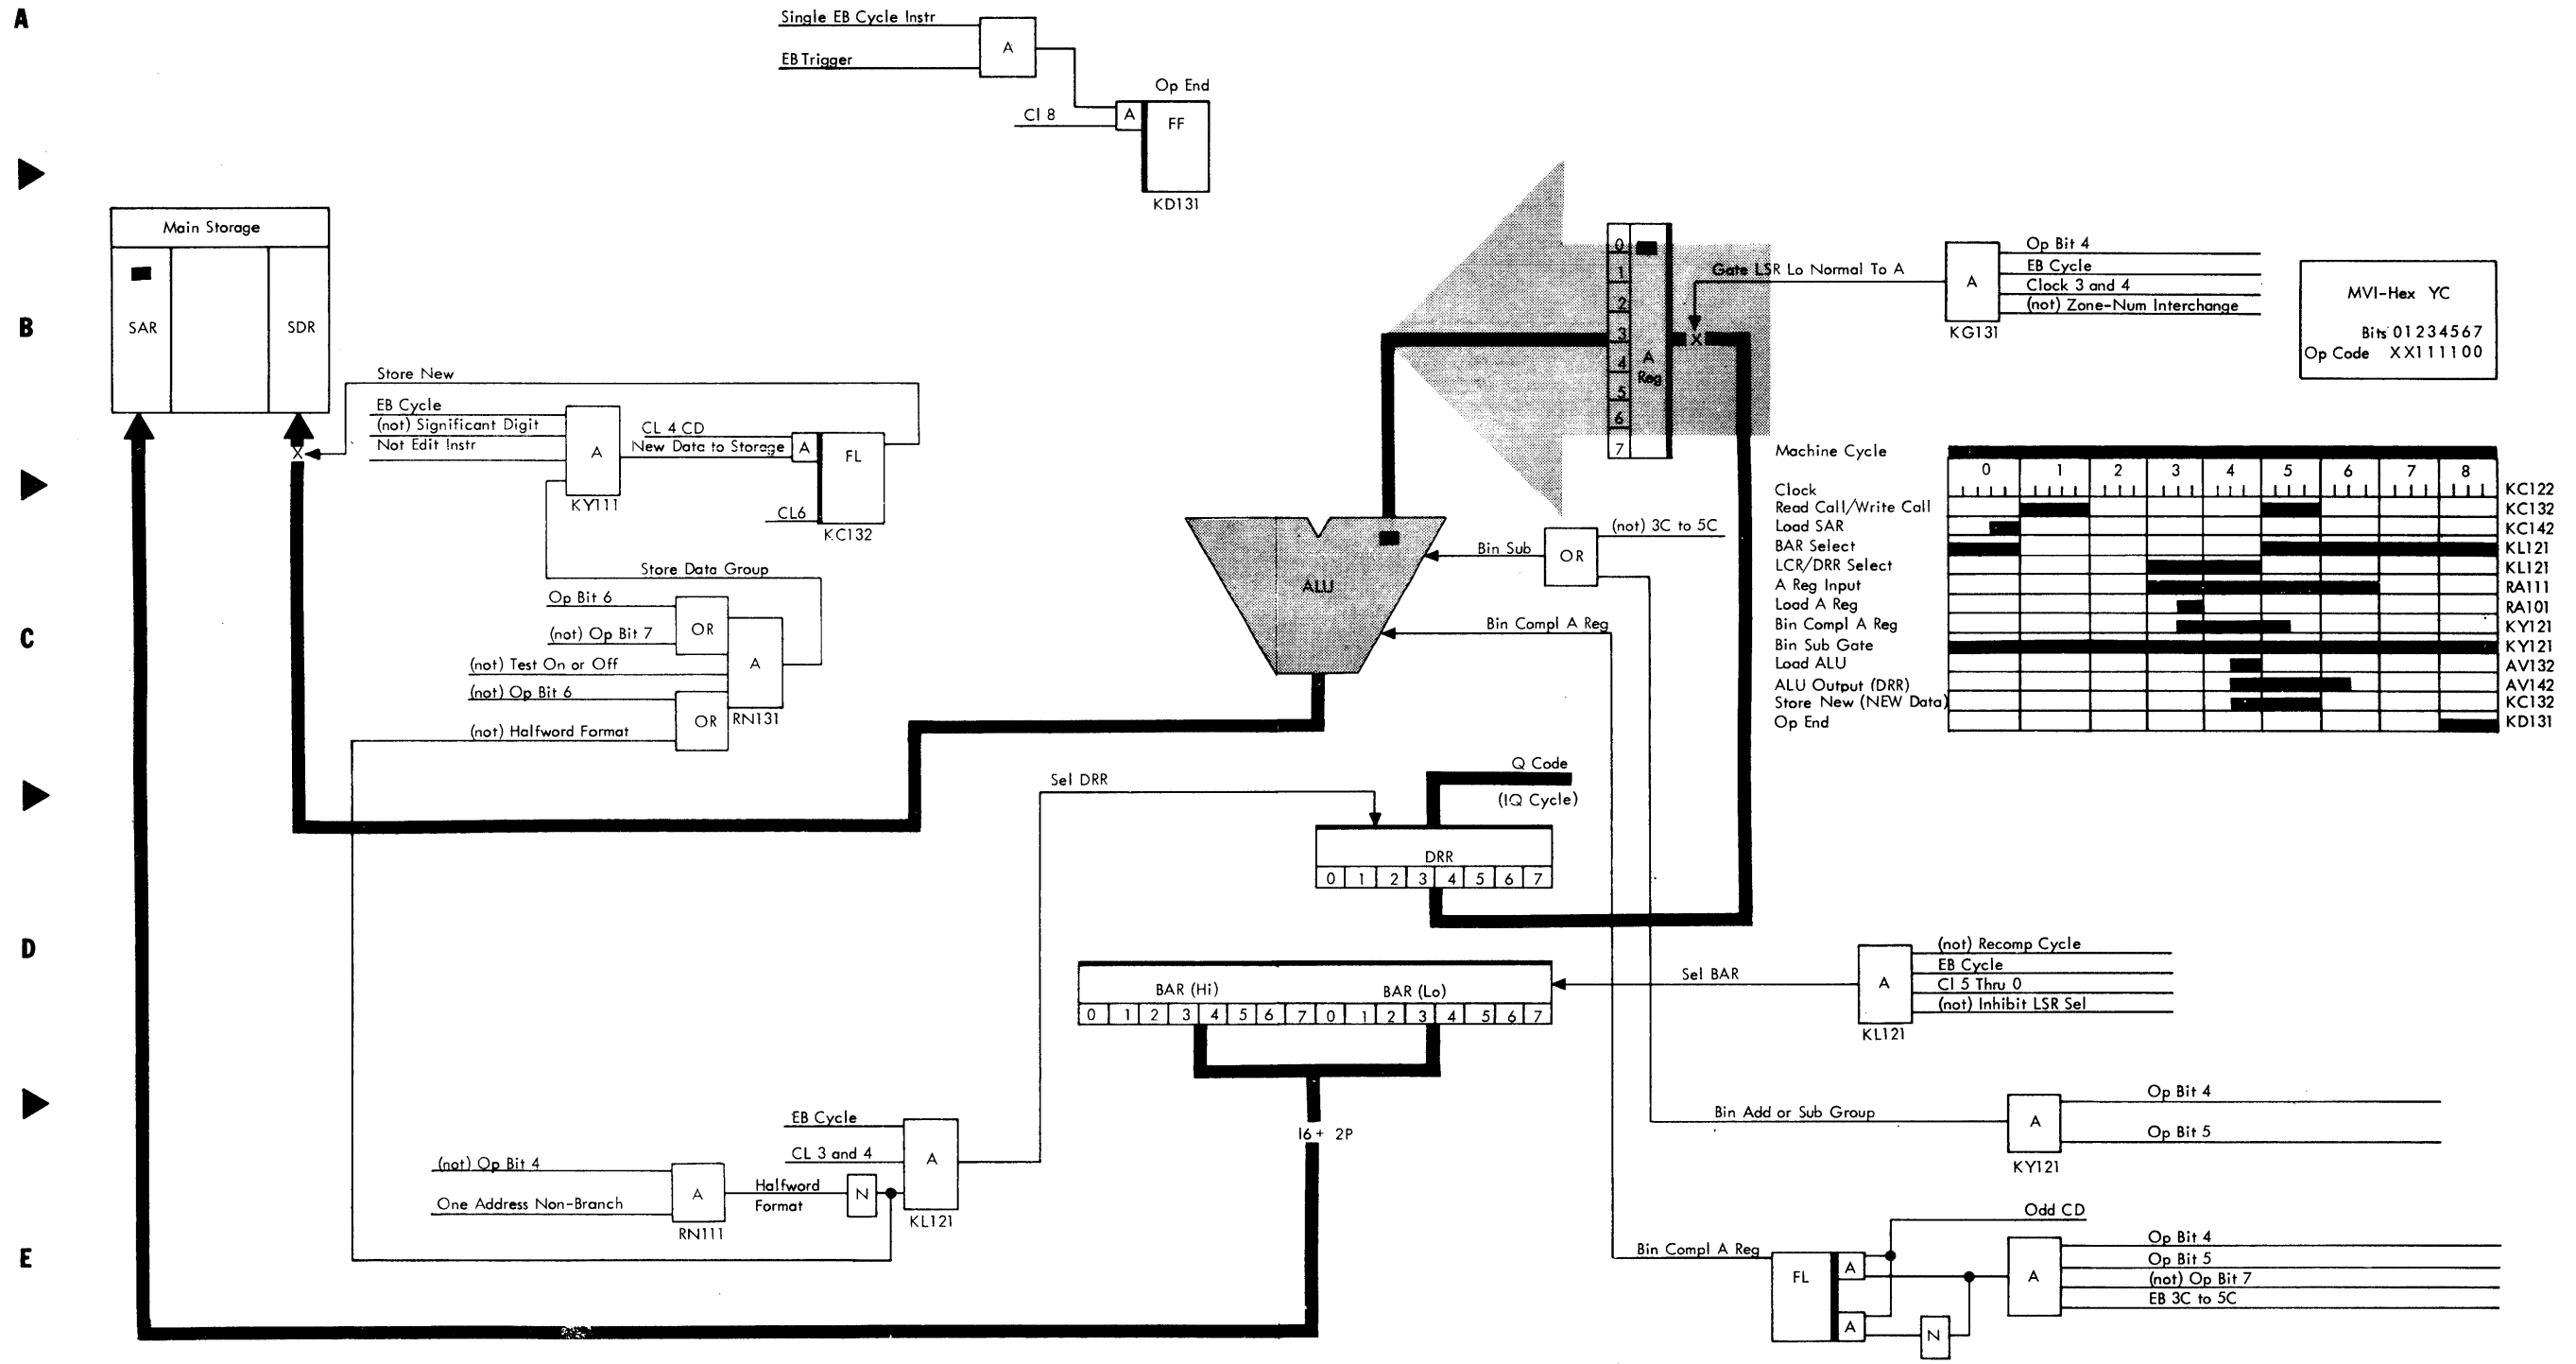 A
Single EB Cycle Instr
A
EB Trigger
Op End
Cl 8
A
FF
KD131
Main Storage
SAR
SDR
B
0
1
2
3
4
5
6
7
A
Reg
Gate LSR Lo Normal To A
X
A
KG131
Op Bit 4
EB Cycle
Clock 3 and 4
(not) Zone-Num Interchange
MVI-Hex YC
Bits 01234567
Op Code XX111100
Store New
EB Cycle
(not) Significant Digit
Not Edit Instr
X
A
KY111
CL 4 CD
New Data to Storage
A
FL
CL6
KC132
Machine Cycle
0 1 2 3 4 5 6 7 8
Clock KC122
Read Call/Write Call KC132
Load SAR KC142
BAR Select KL121
LCR/DRR Select KL121
A Reg Input RA111
Load A Reg RA101
Bin Compl A Reg KY121
Bin Sub Gate KY121
Load ALU AV132
ALU Output (DRR) AV142
Store New (NEW Data) KC132
Op End KD131
(not) 3C to 5C
Bin Sub
OR
ALU
Bin Compl A Reg
C
Store Data Group
Op Bit 6
OR
(not) Op Bit 7
(not) Test On or Off
A
(not) Op Bit 6
OR
RN131
(not) Halfword Format
Sel DRR
Q Code
(IQ Cycle)
DRR
0 1 2 3 4 5 6 7
D
BAR (Hi) BAR (Lo)
0 1 2 3 4 5 6 7 0 1 2 3 4 5 6 7
Sel BAR
A
KL121
(not) Recomp Cycle
EB Cycle
Cl 5 Thru 0
(not) Inhibit LSR Sel
16 + 2P
EB Cycle
CL 3 and 4
A
KL121
(not) Op Bit 4
One Address Non-Branch
A
RN111
Halfword
Format
N
Bin Add or Sub Group
A
KY121
Op Bit 4
Op Bit 5
E
Bin Compl A Reg
FL
A
A
N
Odd CD
A
Op Bit 4
Op Bit 5
(not) Op Bit 7
EB 3C to 5C